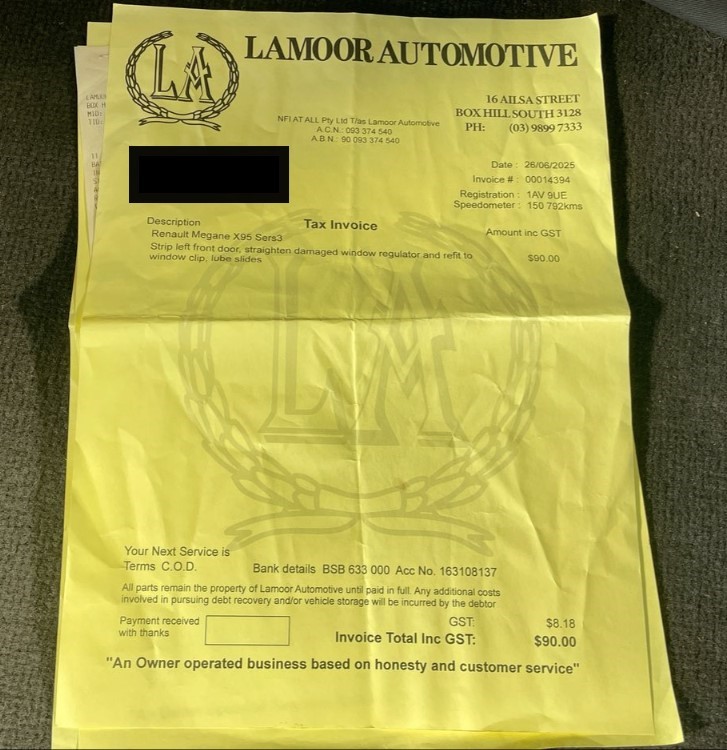 LA
LAMOOR AUTOMOTIVE
16 AILSA STREET
BOX HILL SOUTH 3128
PH: (03) 9899 7333
NFI AT ALL Pty Ltd T/as Lamoor Automotive
A.C.N.: 093 374 540
A.B.N.: 90 093 374 540
Date : 26/06/2025
Invoice # : 00014394
Registration : 1AV 9UE
Speedometer : 150 792kms
Tax Invoice
Description
Amount inc GST
Renault Megane X95 Sers3
Strip left front door, straighten damaged window regulator and refit to
window clip, lube slides
$90.00
LA
Your Next Service is
Terms C.O.D.
Bank details BSB 633 000 Acc No. 163108137
All parts remain the property of Lamoor Automotive until paid in full. Any additional costs
involved in pursuing debt recovery and/or vehicle storage will be incurred by the debtor
Payment received
with thanks
GST: $8.18
Invoice Total Inc GST: $90.00
"An Owner operated business based on honesty and customer service"